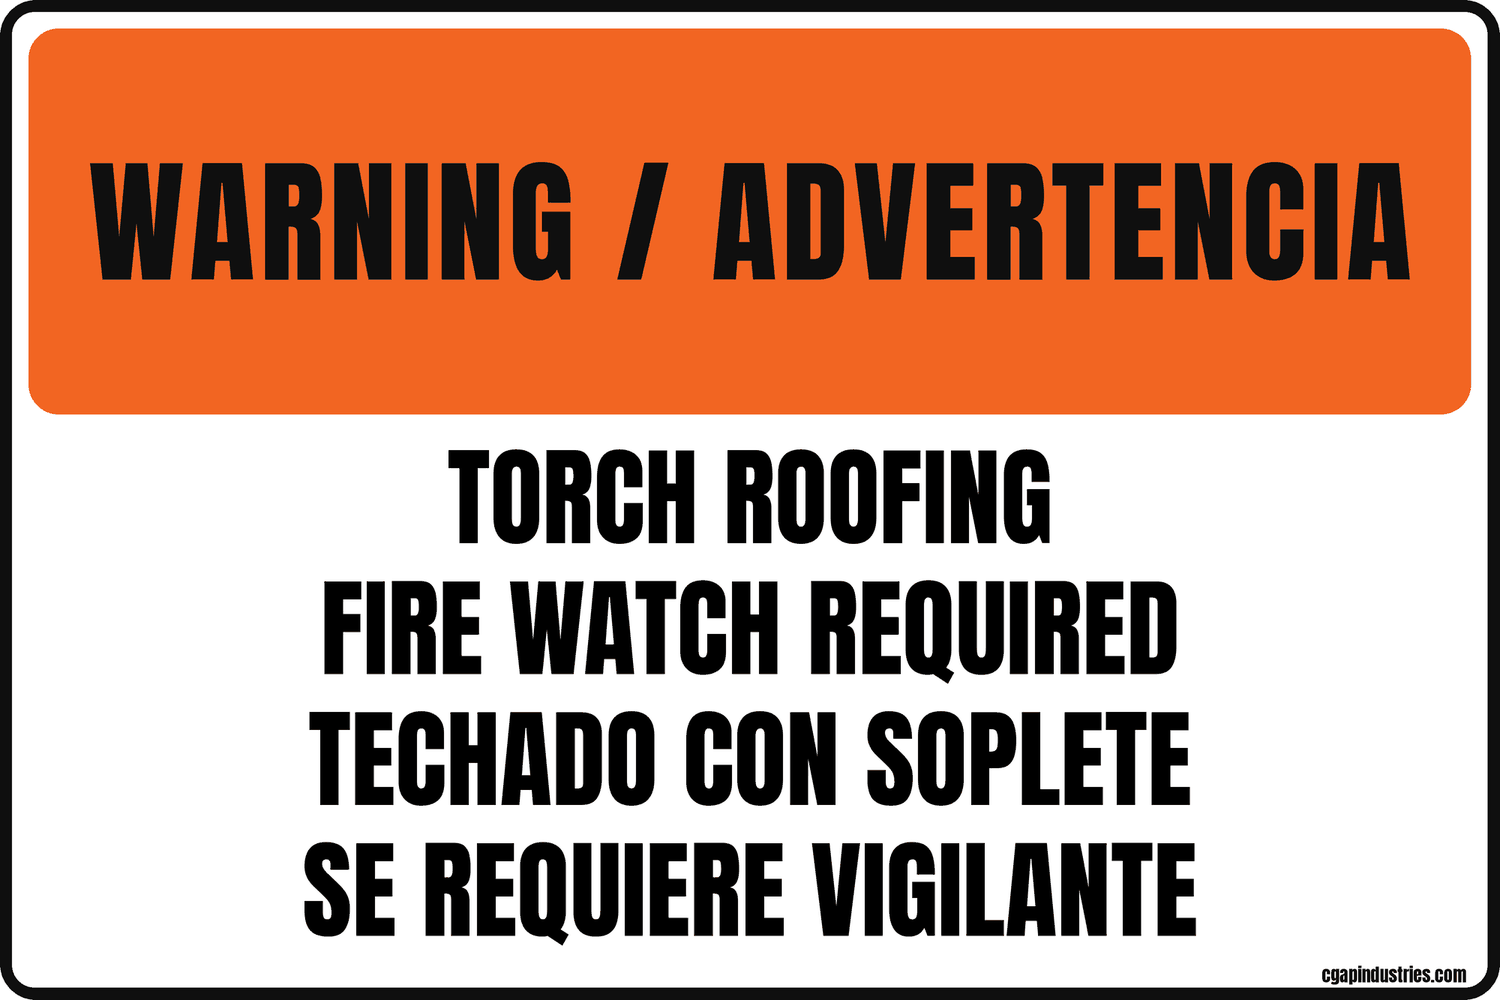 WARNING / ADVERTENCIA
TORCH ROOFING
FIRE WATCH REQUIRED
TECHADO CON SOPLETE
SE REQUIERE VIGILANTE
cgapindustries.com